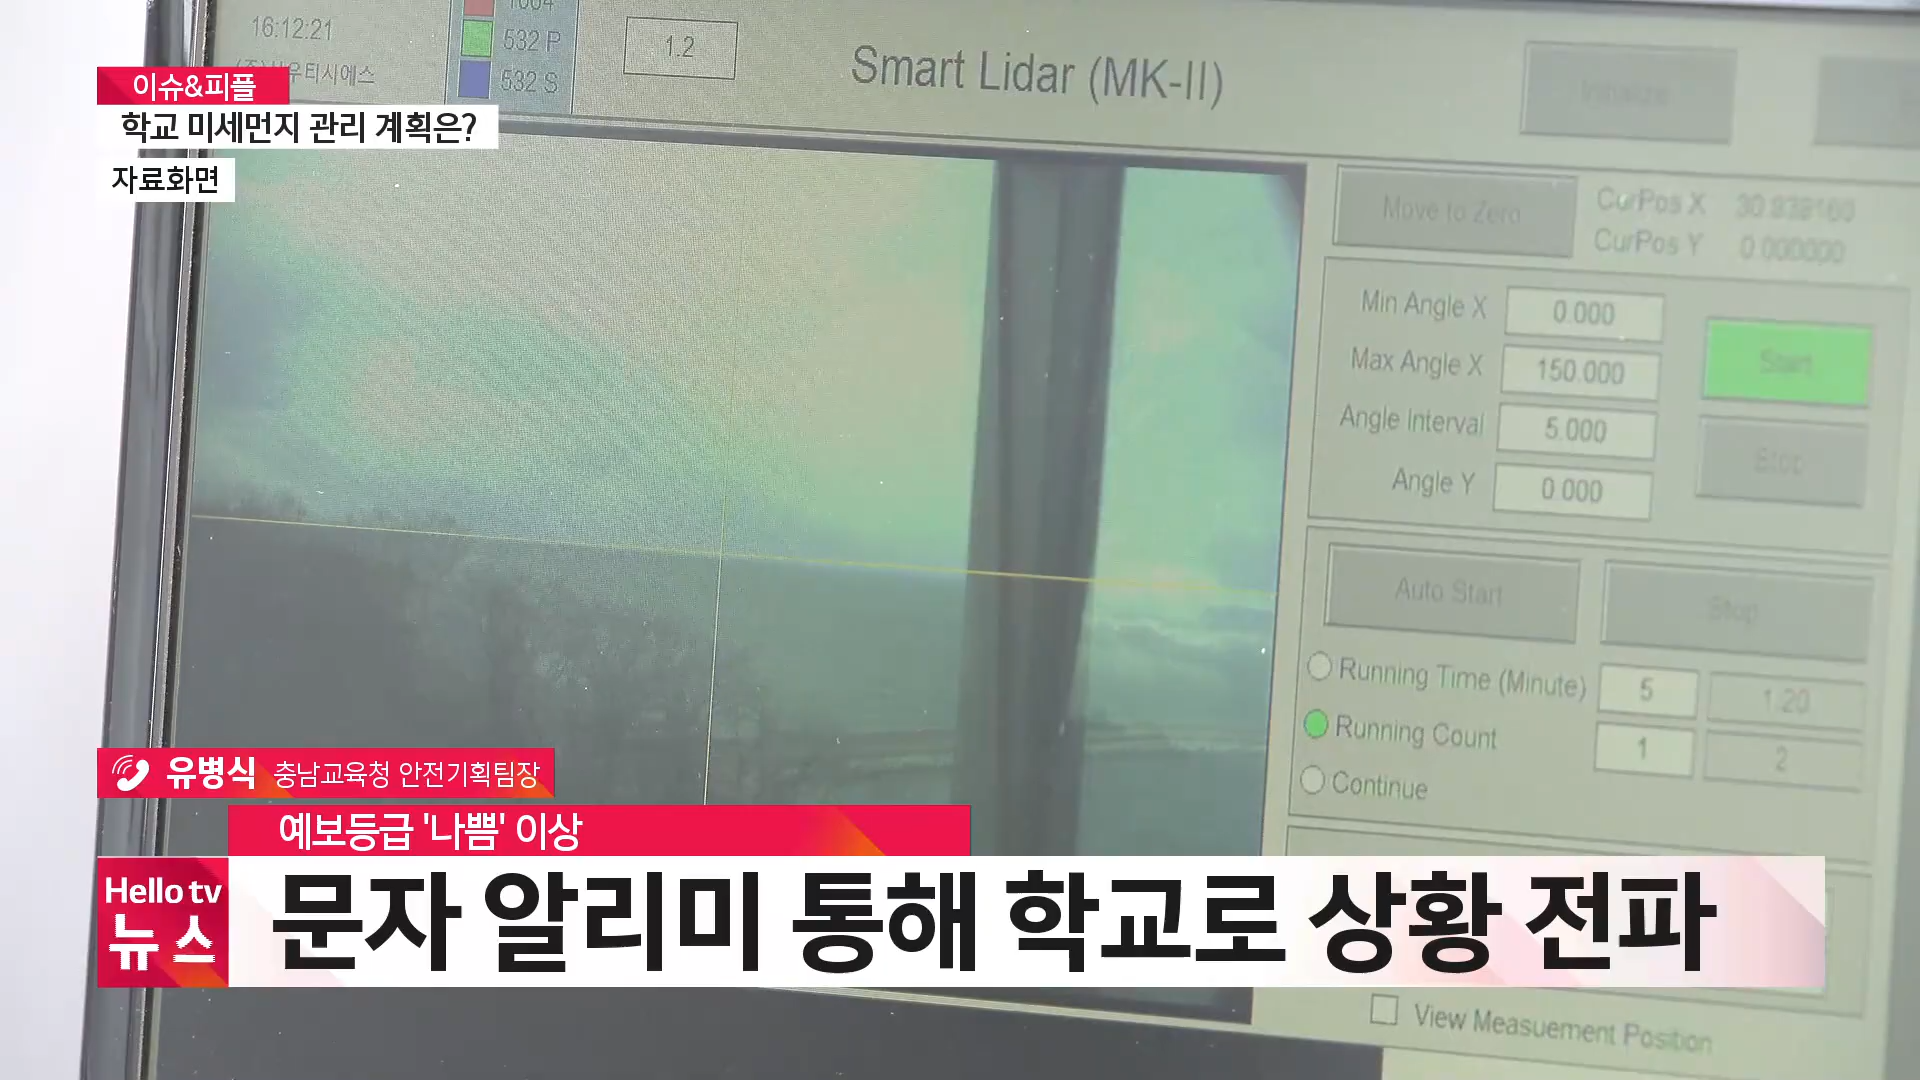 16:12:21
1064
532 P
532 S
1.2
Smart Lidar (MK-II)
이슈&피플
학교 미세먼지 관리 계획은?
자료화면
Move to Zero
CurPos X
CurPos Y 0.000000
Min Angle X 0.000
Max Angle X 150.000
Start
Angle Interval 5.000
Stop
Angle Y 0.000
Auto Start
Stop
Running Time (Minute) 5 1.20
Running Count 1 2
Continue
유병식 충남교육청 안전기획팀장
예보등급 '나쁨' 이상
Hello tv
뉴스
문자 알리미 통해 학교로 상황 전파
View Measuement Position